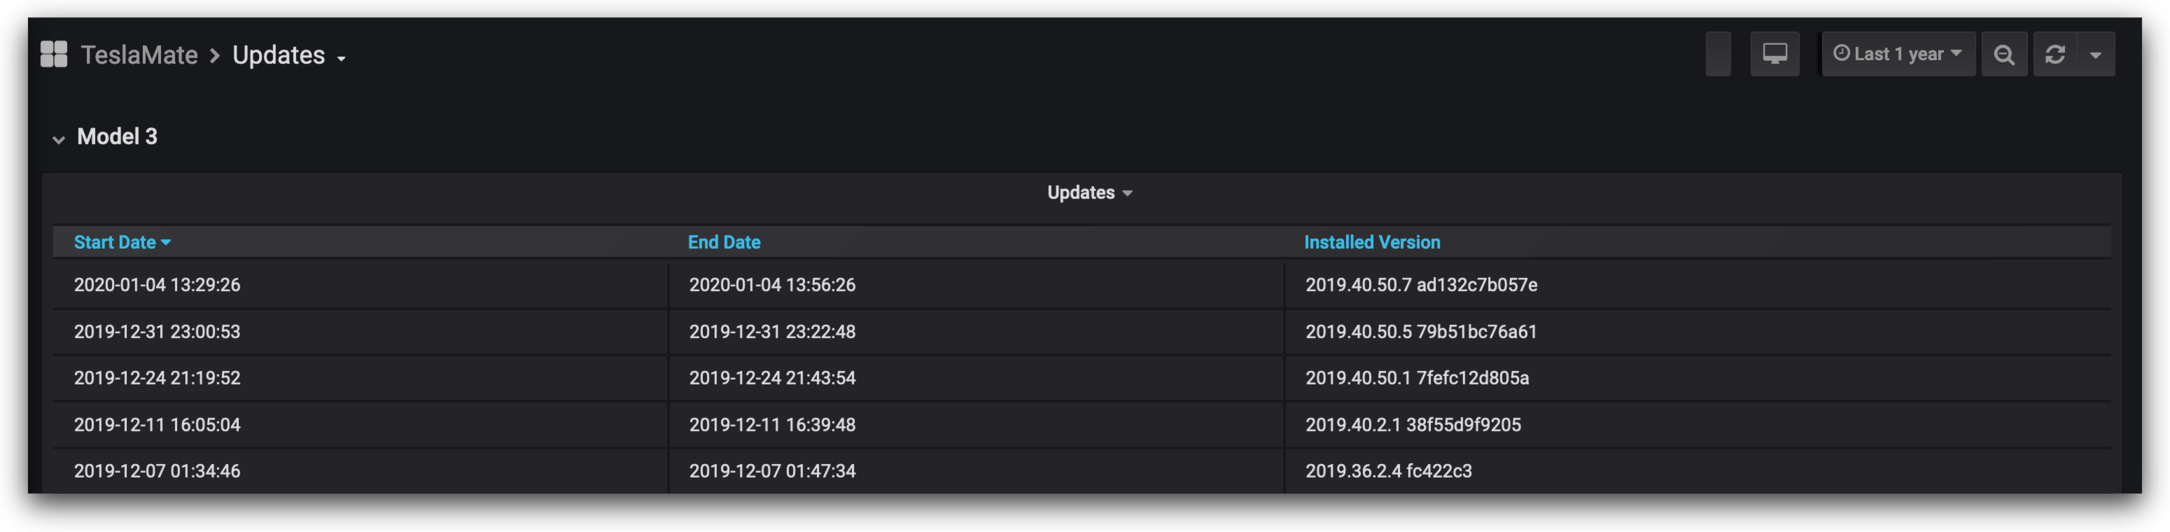 TeslaMate > Updates
Last 1 year
Model 3
Updates
Start Date End Date Installed Version
2020-01-04 13:29:26 2020-01-04 13:56:26 2019.40.50.7 ad132c7b057e
2019-12-31 23:00:53 2019-12-31 23:22:48 2019.40.50.5 79b51bc76a61
2019-12-24 21:19:52 2019-12-24 21:43:54 2019.40.50.1 7fefc12d805a
2019-12-11 16:05:04 2019-12-11 16:39:48 2019.40.2.1 38f55d9f9205
2019-12-07 01:34:46 2019-12-07 01:47:34 2019.36.2.4 fc422c3